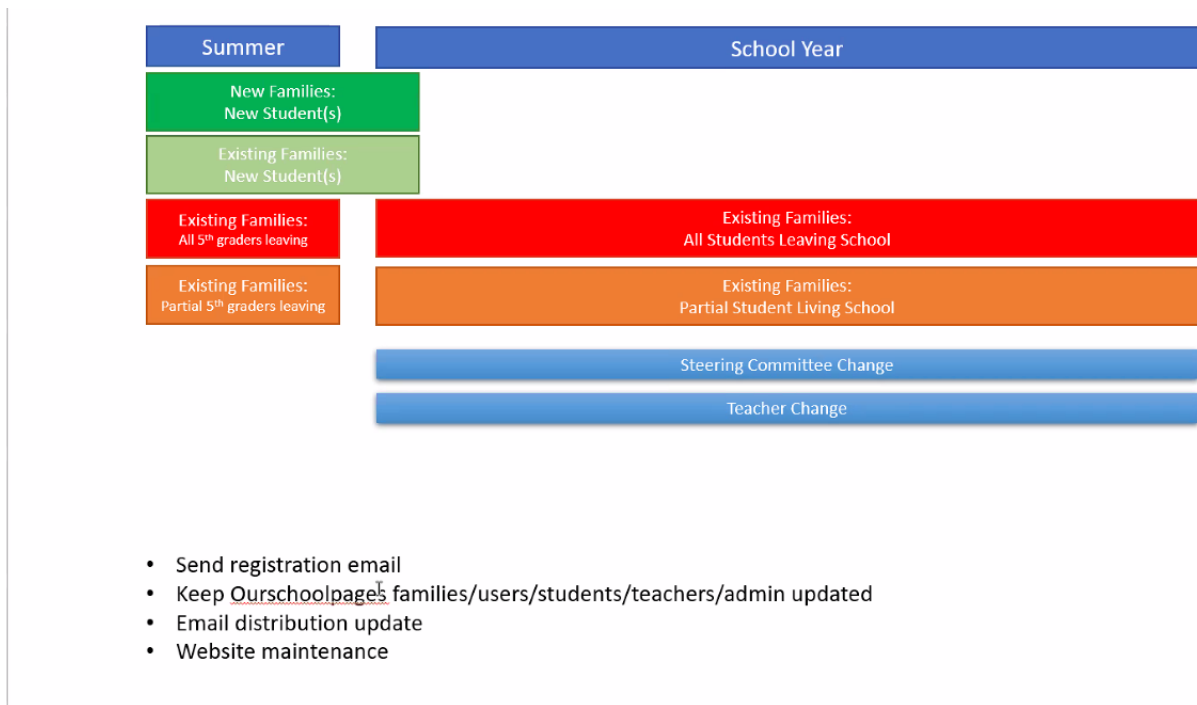 Summer
School Year
New Families:
New Student(s)
Existing Families:
New Student(s)
Existing Families:
All 5th graders leaving
Existing Families:
All Students Leaving School
Existing Families:
Partial 5th graders leaving
Existing Families:
Partial Student Living School
Steering Committee Change
Teacher Change
• Send registration email
• Keep Ourschoolpages families/users/students/teachers/admin updated
• Email distribution update
• Website maintenance